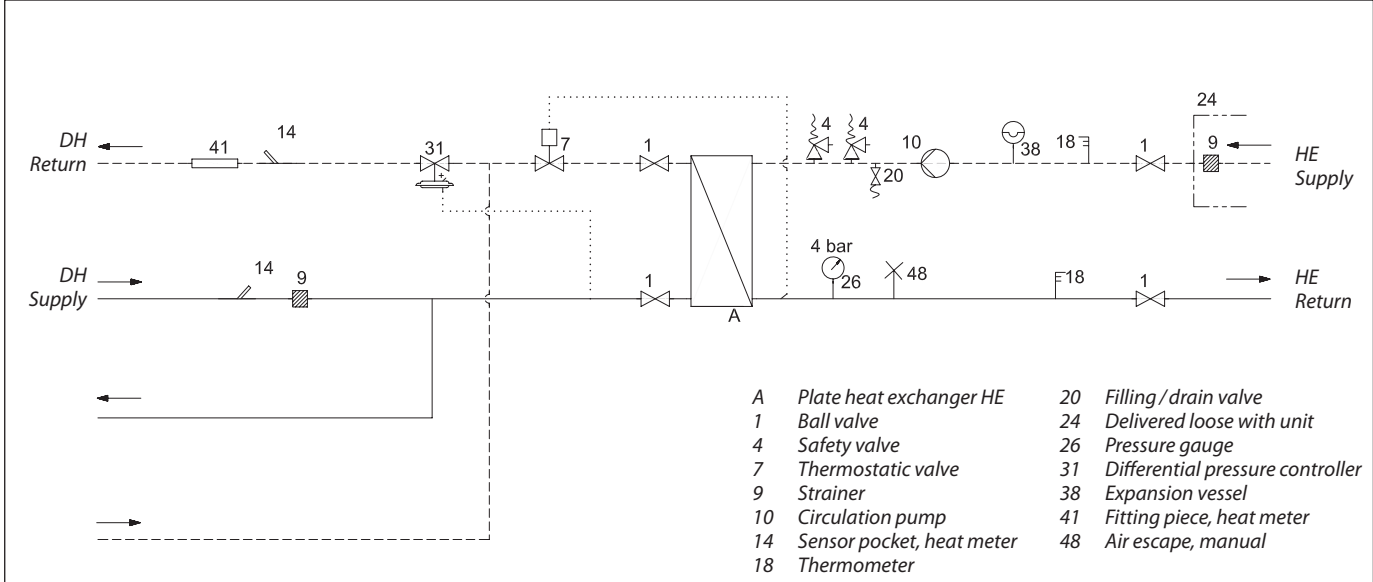 24
14
4
4
1
DH
Return
41
31
7
10
38
18
1
9
HE
Supply
20
+
4 bar
DH
Supply
14
9
1
26
48
18
HE
Return
A
A Plate heat exchanger HE
1 Ball valve
4 Safety valve
7 Thermostatic valve
9 Strainer
10 Circulation pump
14 Sensor pocket, heat meter
18 Thermometer
20 Filling / drain valve
24 Delivered loose with unit
26 Pressure gauge
31 Differential pressure controller
38 Expansion vessel
41 Fitting piece, heat meter
48 Air escape, manual